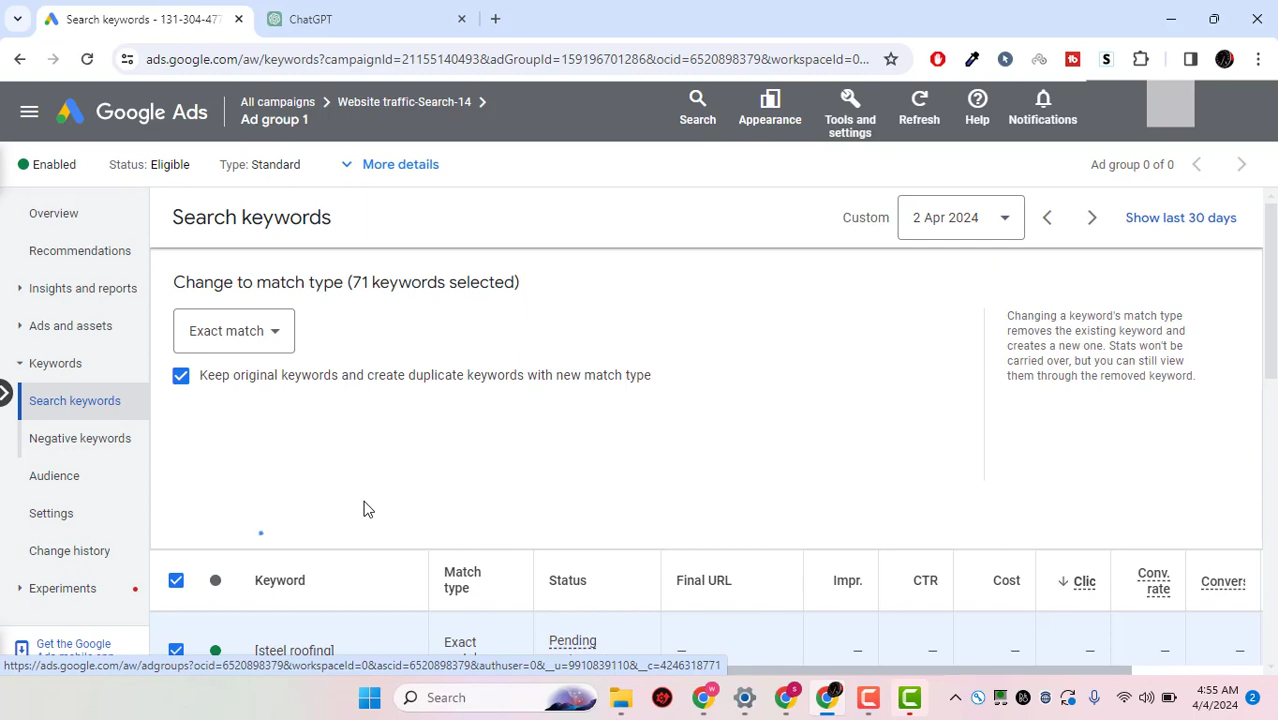 Search keywords - 131-304-477
ChatGPT
ads.google.com/aw/keywords?campaignId=21155140493&adGroupId=159196701286&ocid=6520898379&workspaceId=0...
Google Ads
All campaigns
Website traffic-Search-14
Ad group 1
Search
Appearance
Tools and settings
Refresh
Help
Notifications
Enabled
Status: Eligible
Type: Standard
More details
Ad group 0 of 0
Overview
Recommendations
Insights and reports
Ads and assets
Keywords
Search keywords
Negative keywords
Audience
Settings
Change history
Experiments
Get the Google
Search keywords
Custom
2 Apr 2024
Show last 30 days
Change to match type (71 keywords selected)
Exact match
Keep original keywords and create duplicate keywords with new match type
Changing a keyword's match type
removes the existing keyword and
creates a new one. Stats won't be
carried over, but you can still view
them through the removed keyword.
Keyword
Match type
Status
Final URL
Impr.
CTR
Cost
Clic
Conv. rate
Convers
[steel roofing]
Exact
Pending
https://ads.google.com/aw/adgroups?ocid=6520898379&workspaceId=0&ascid=6520898379&authuser=0&__u=9910839110&__c=4246318771
Search
4:55 AM
4/4/2024
2